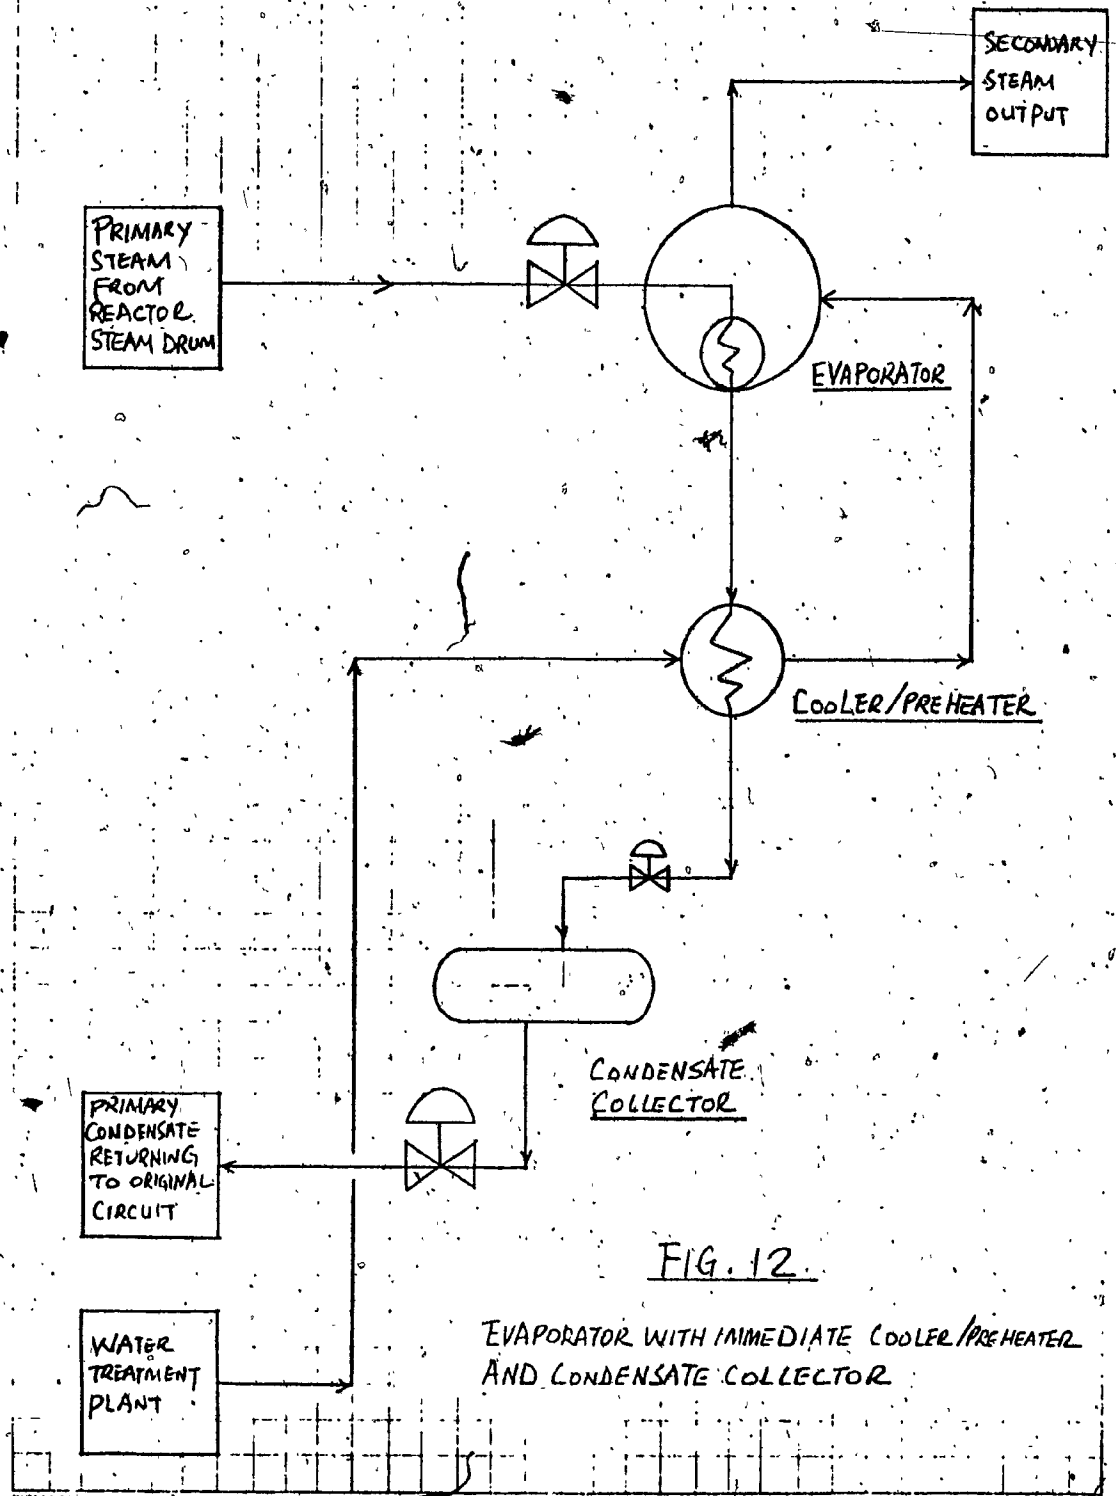 SECONDARY
STEAM
OUTPUT
PRIMARY
STEAM
FROM
REACTOR
STEAM DRUM
EVAPORATOR
COOLER/PREHEATER
CONDENSATE
COLLECTOR
PRIMARY
CONDENSATE
RETURNING
TO ORIGINAL
CIRCUIT
FIG. 12.
WATER
TREATMENT
PLANT
EVAPORATOR WITH IMMEDIATE COOLER/PREHEATER
AND CONDENSATE COLLECTOR